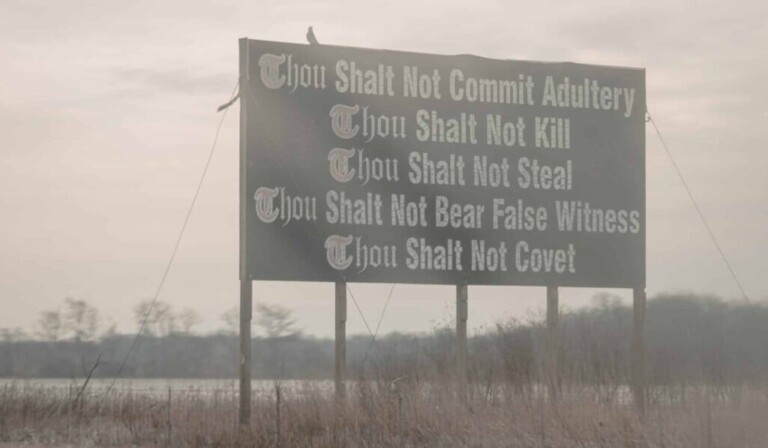 Thou Shalt Not Commit Adultery
Thou Shalt Not Kill
Thou Shalt Not Steal
Thou Shalt Not Bear False Witness
Thou Shalt Not Covet